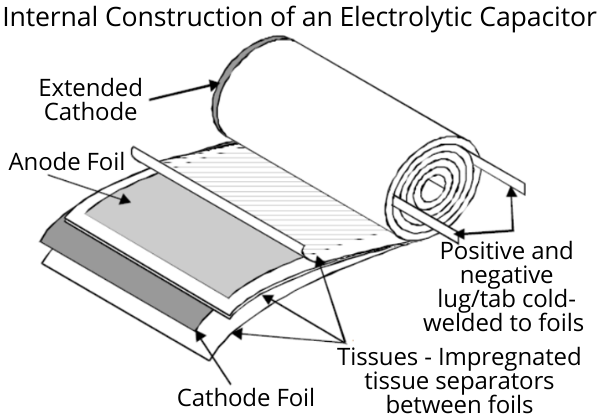 Internal Construction of an Electrolytic Capacitor
Extended
Cathode
Anode Foil
Positive and
negative
lug/tab cold-
welded to foils
Tissues - Impregnated
tissue separators
between foils
Cathode Foil